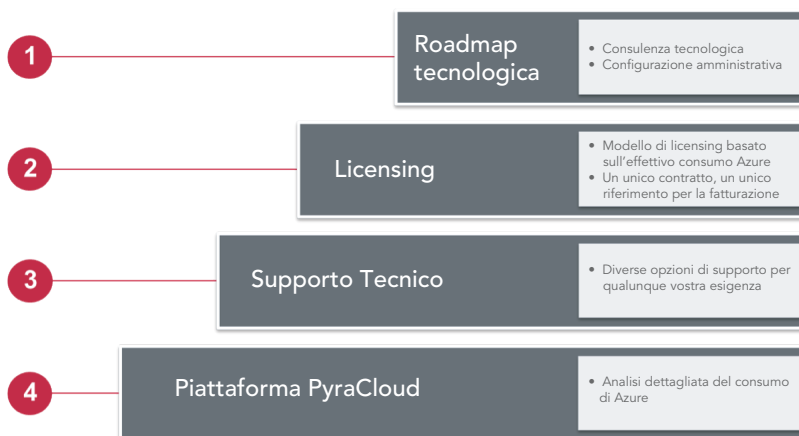 1
Roadmap
tecnologica
• Consulenza tecnologica
• Configurazione amministrativa
2
Licensing
• Modello di licensing basato
sull'effettivo consumo Azure
• Un unico contratto, un unico
riferimento per la fatturazione
3
Supporto Tecnico
• Diverse opzioni di supporto per
qualunque vostra esigenza
4
Piattaforma PyraCloud
• Analisi dettagliata del consumo
di Azure